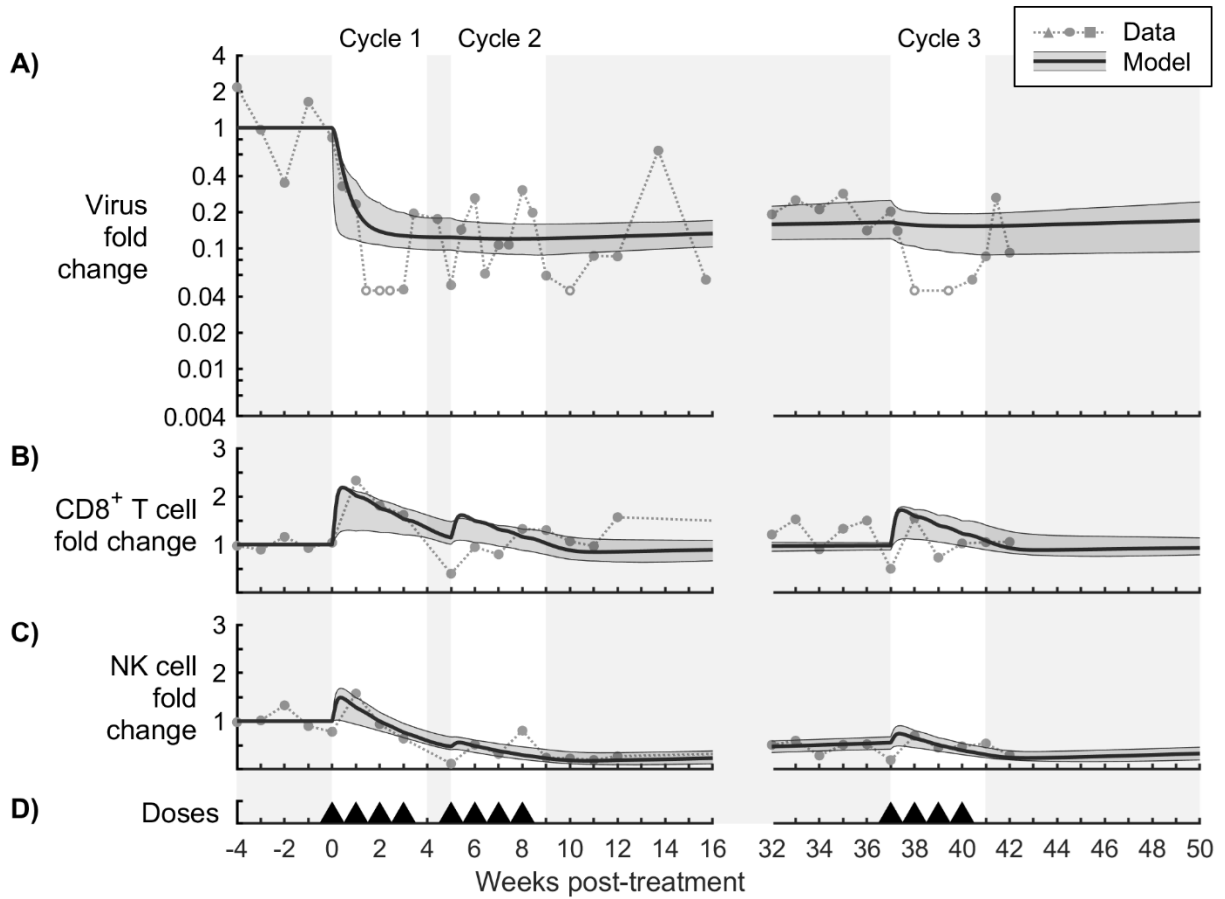 Cycle 1 Cycle 2 Cycle 3
Data
Model
A)
4
2
1
0.4
0.2
0.1
0.04
0.02
0.01
0.004
Virus
fold
change
B)
3
2
1
CD8+ T cell
fold change
C)
3
2
1
NK cell
fold
change
D) Doses
-4 -2 0 2 4 6 8 10 12 14 16 32 34 36 38 40 42 44 46 48 50
Weeks post-treatment